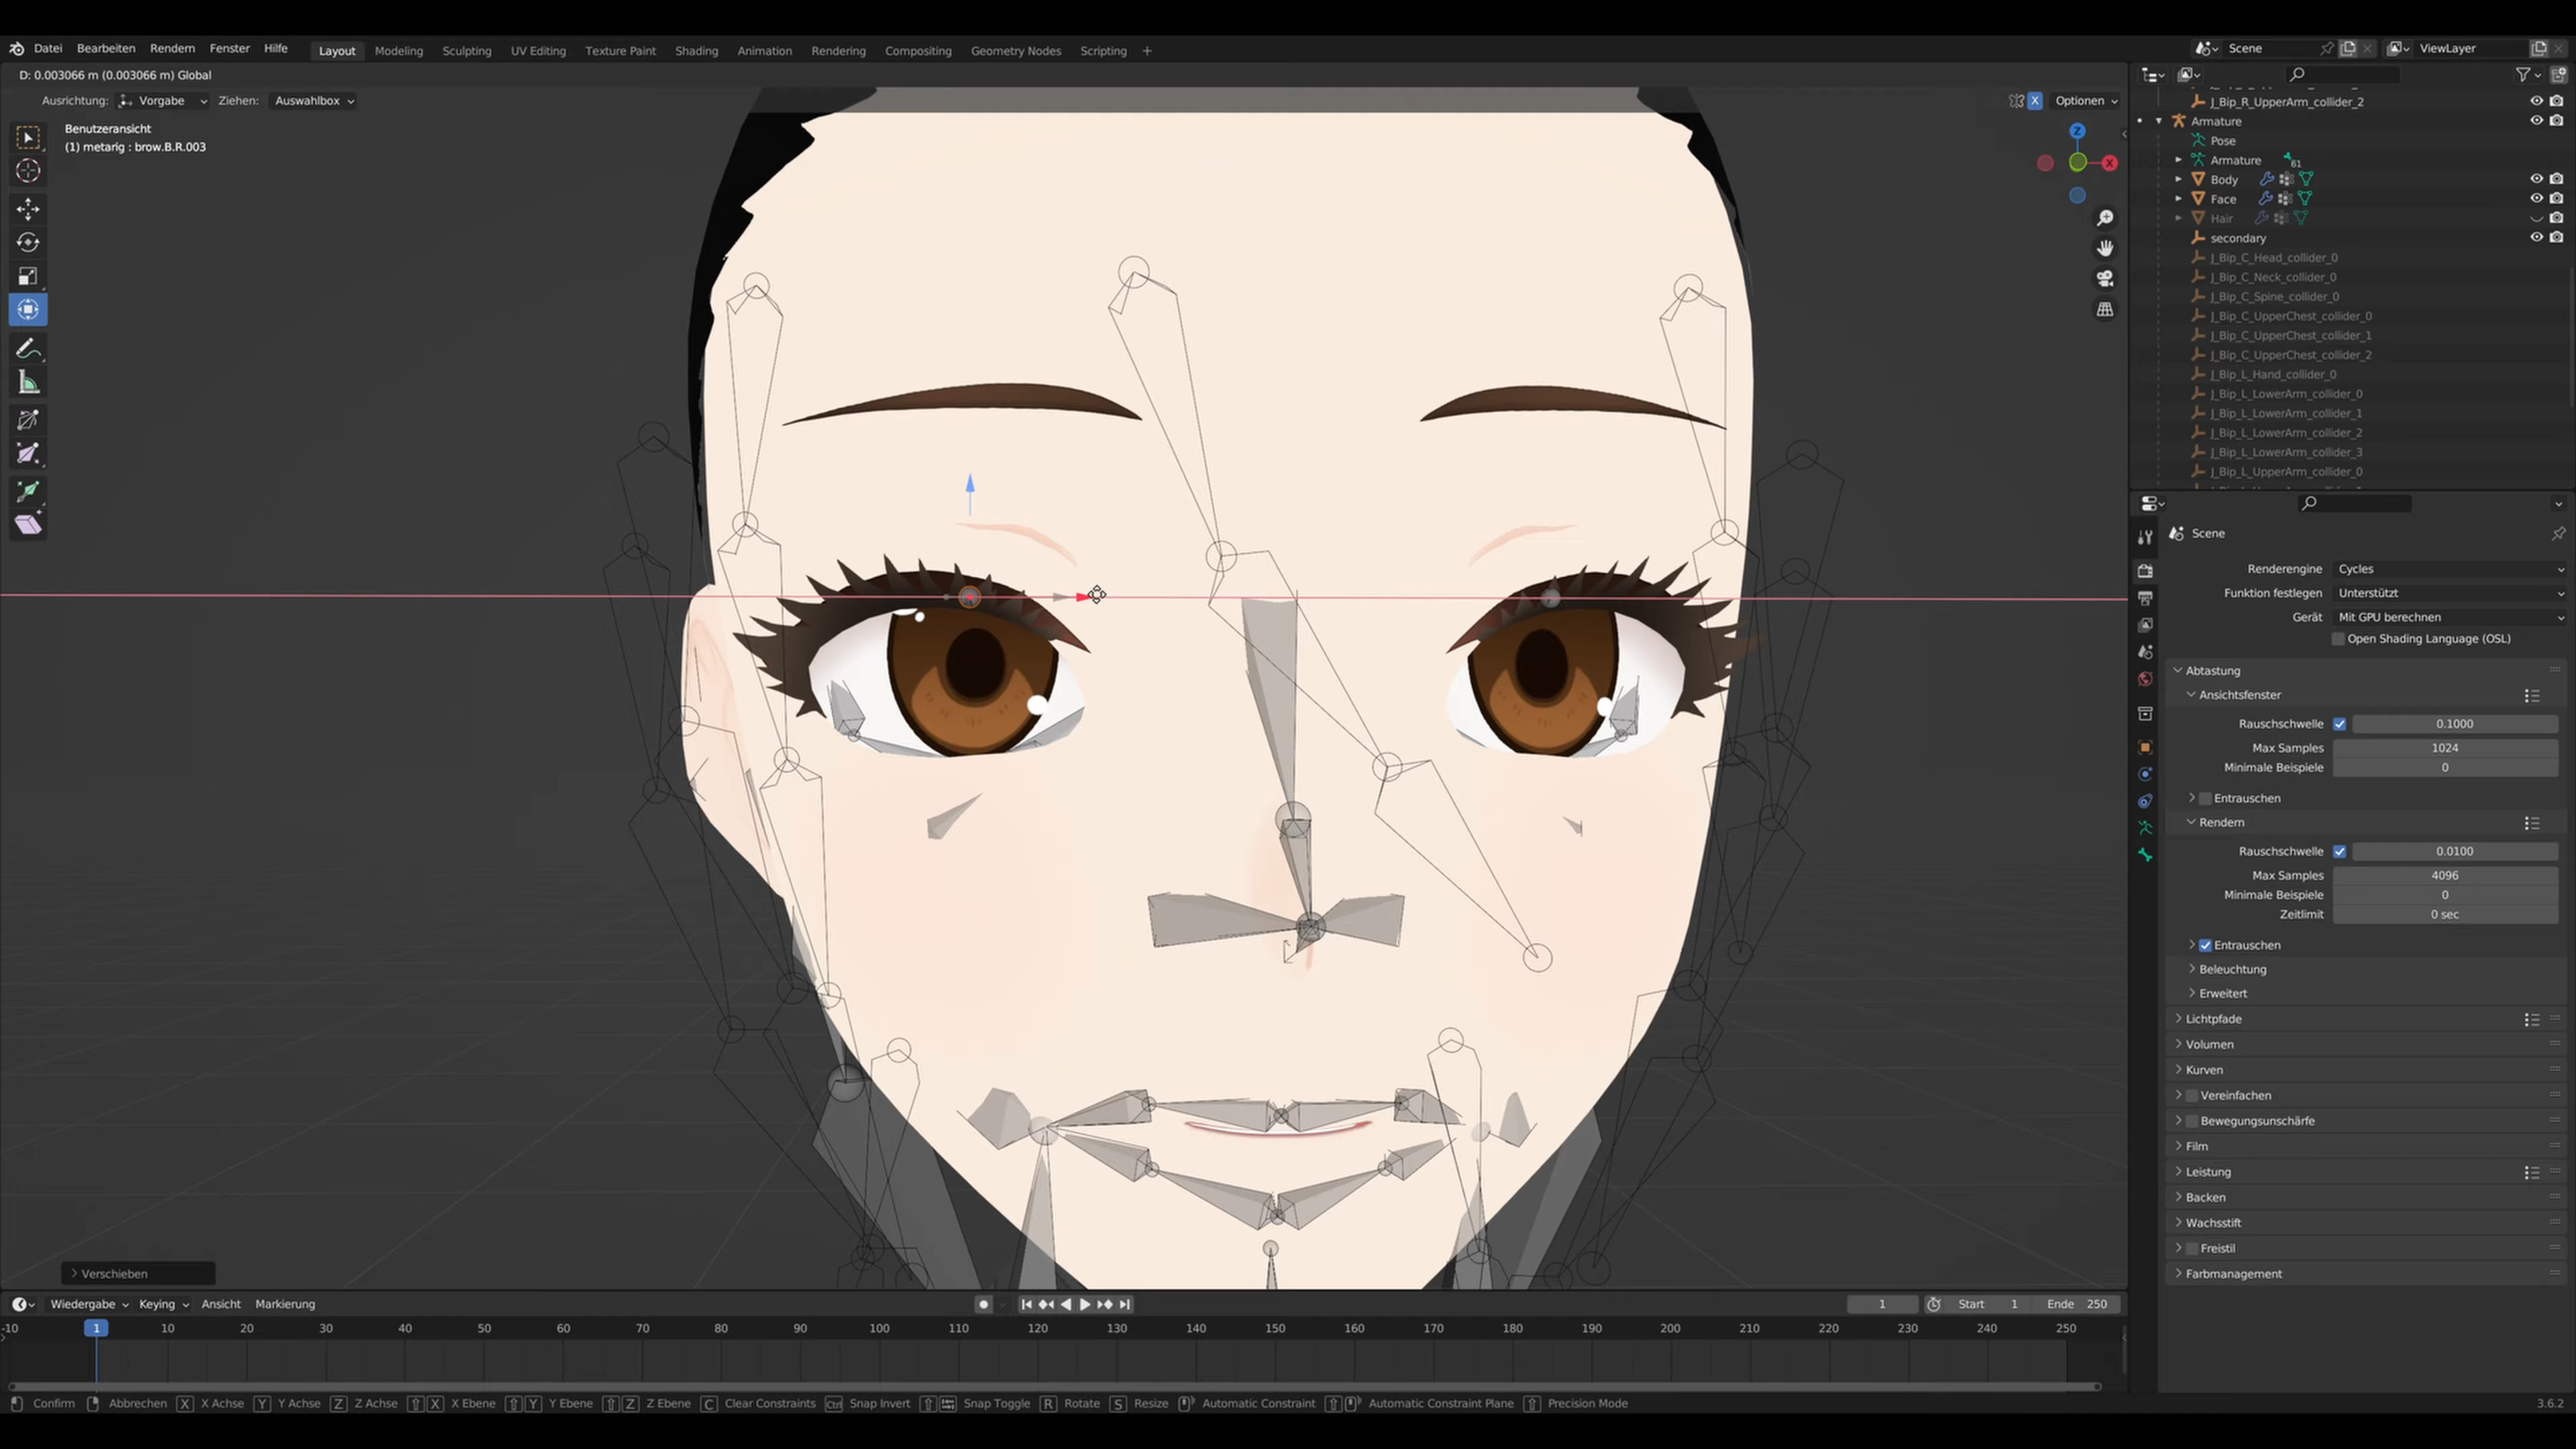 Datei Bearbeiten Rendern Fenster Hilfe Layout Modeling Sculpting UV Editing Texture Paint Shading Animation Rendering Compositing Geometry Nodes Scripting + Scene ViewLayer
D: 0.003066 m (0.003066 m) Global
Ausrichtung: Vorgabe Ziehen: Auswahlbox X Optionen
Benutzeransicht
(1) metarig : brow.B.R.003
Z
X
J_Bip_R_UpperArm_collider_2
Armature
Pose
Armature 61
Body
Face
Hair
secondary
J_Bip_C_Head_collider_0
J_Bip_C_Neck_collider_0
J_Bip_C_Spine_collider_0
J_Bip_C_UpperChest_collider_0
J_Bip_C_UpperChest_collider_1
J_Bip_C_UpperChest_collider_2
J_Bip_L_Hand_collider_0
J_Bip_L_LowerArm_collider_0
J_Bip_L_LowerArm_collider_1
J_Bip_L_LowerArm_collider_2
J_Bip_L_LowerArm_collider_3
J_Bip_L_UpperArm_collider_0
Scene
Renderengine Cycles
Funktion festlegen Unterstützt
Gerät Mit GPU berechnen
Open Shading Language (OSL)
Abtastung
Ansichtsfenster
Rauschschwelle 0.1000
Max Samples 1024
Minimale Beispiele 0
Entrauschen
Rendern
Rauschschwelle 0.0100
Max Samples 4096
Minimale Beispiele 0
Zeitlimit 0 sec
Entrauschen
Beleuchtung
Erweitert
Lichtpfade
Volumen
Kurven
Vereinfachen
Bewegungsunschärfe
Film
Leistung
Backen
Wachsstift
Freistil
Farbmanagement
Verschieben
Wiedergabe Keying Ansicht Markierung 1 Start 1 Ende 250
-10 1 10 20 30 40 50 60 70 80 90 100 110 120 130 140 150 160 170 180 190 200 210 220 230 240 250
Confirm Abbrechen X X Achse Y Y Achse Z Z Achse X X Ebene Y Y Ebene Z Z Ebene C Clear Constraints Ctrl Snap Invert Snap Toggle R Rotate S Resize Automatic Constraint Automatic Constraint Plane Precision Mode 3.6.2